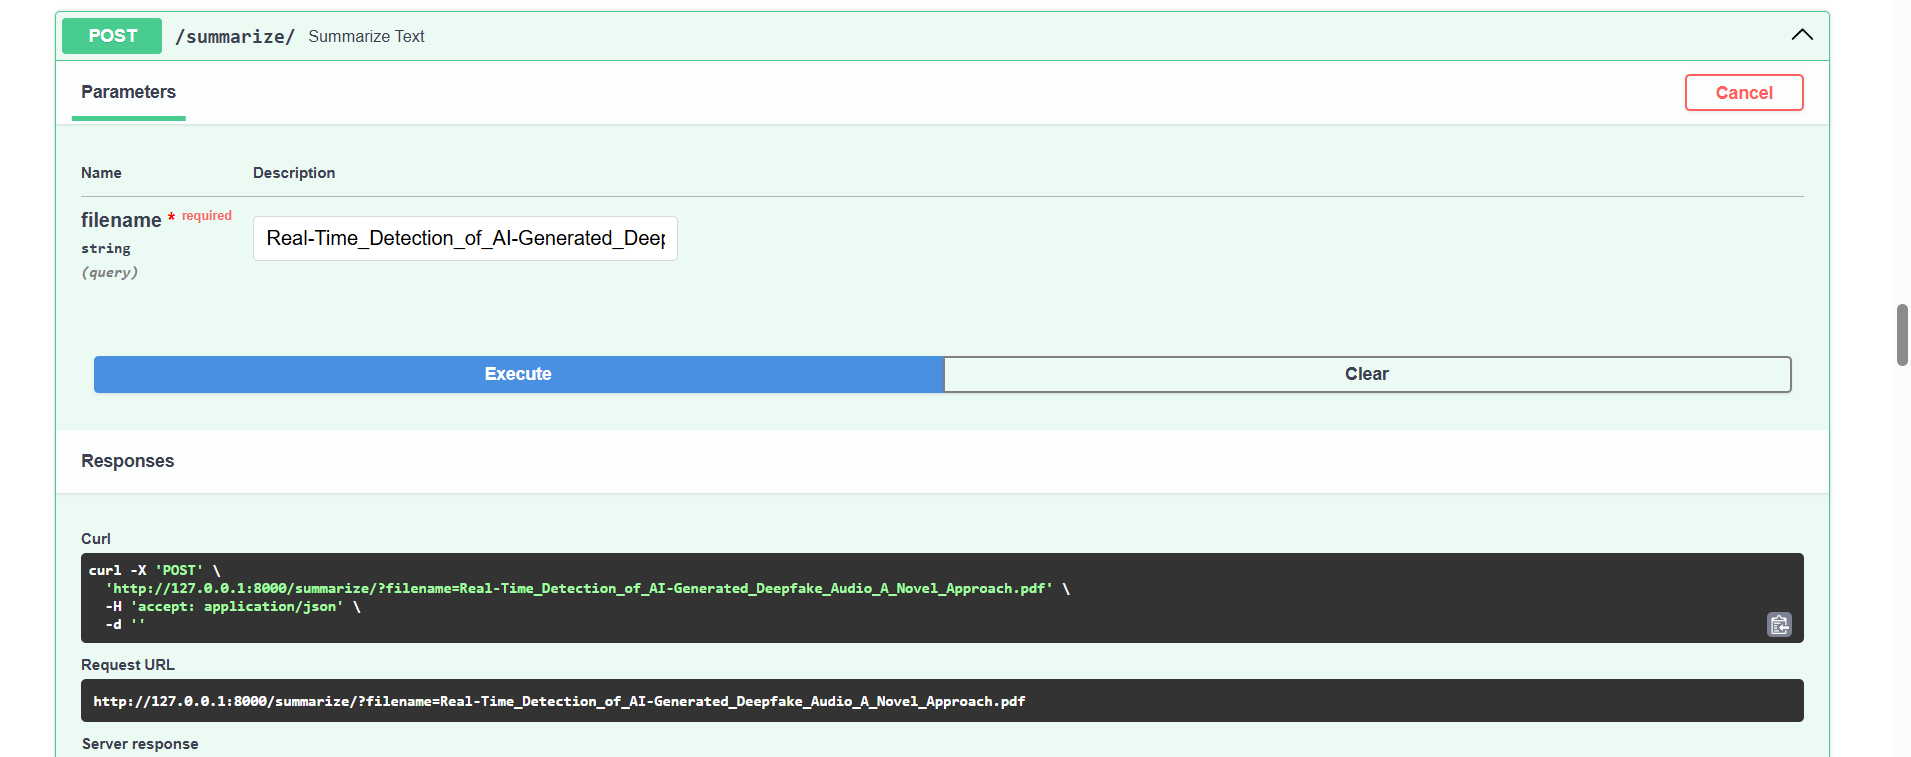 POST /summarize/ Summarize Text
Parameters
Cancel
Name Description
filename * required
string
(query)
Real-Time_Detection_of_AI-Generated_Deep
Execute Clear
Responses
Curl
curl -X 'POST' \
'http://127.0.0.1:8000/summarize/?filename=Real-Time_Detection_of_AI-Generated_Deepfake_Audio_A_Novel_Approach.pdf' \
-H 'accept: application/json' \
-d ''
Request URL
http://127.0.0.1:8000/summarize/?filename=Real-Time_Detection_of_AI-Generated_Deepfake_Audio_A_Novel_Approach.pdf
Server response